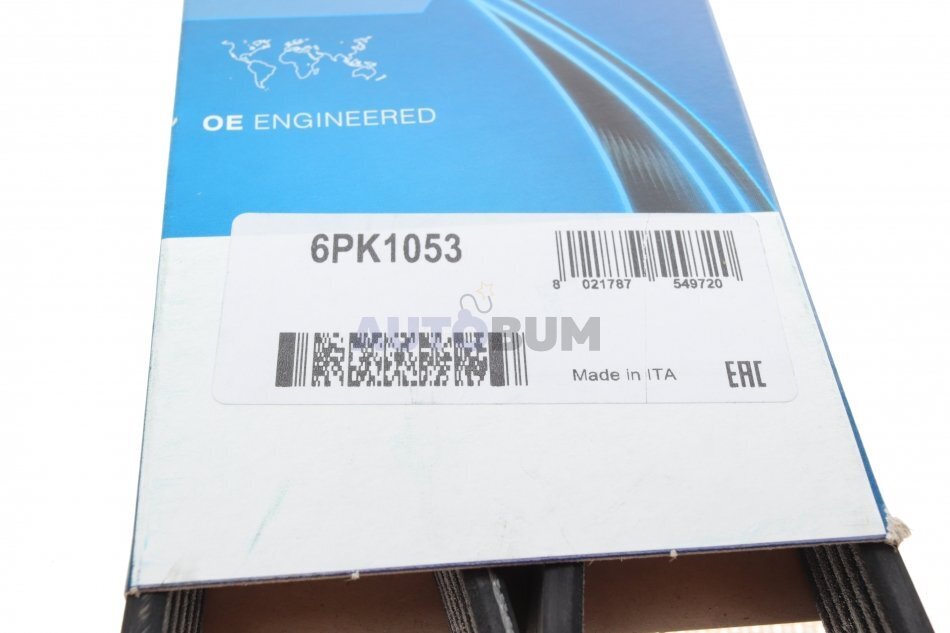 OE ENGINEERED
6PK1053
8 021787 549720
AUTOBUM
Made in ITA
EAC